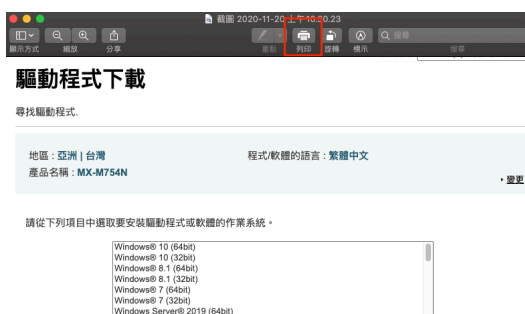 截圖 2020-11-20 上午10.20.23
顯示方式 縮放 分享 重點 列印 旋轉 標示 搜尋
搜尋
驅動程式下載
尋找驅動程式.
地區 : 亞洲 | 台灣 程式/軟體的語言 : 繁體中文
產品名稱 : MX-M754N
變更
請從下列項目中選取要安裝驅動程式或軟體的作業系統。
Windows® 10 (64bit)
Windows® 10 (32bit)
Windows® 8.1 (64bit)
Windows® 8.1 (32bit)
Windows® 7 (64bit)
Windows® 7 (32bit)
Windows Server® 2019 (64bit)